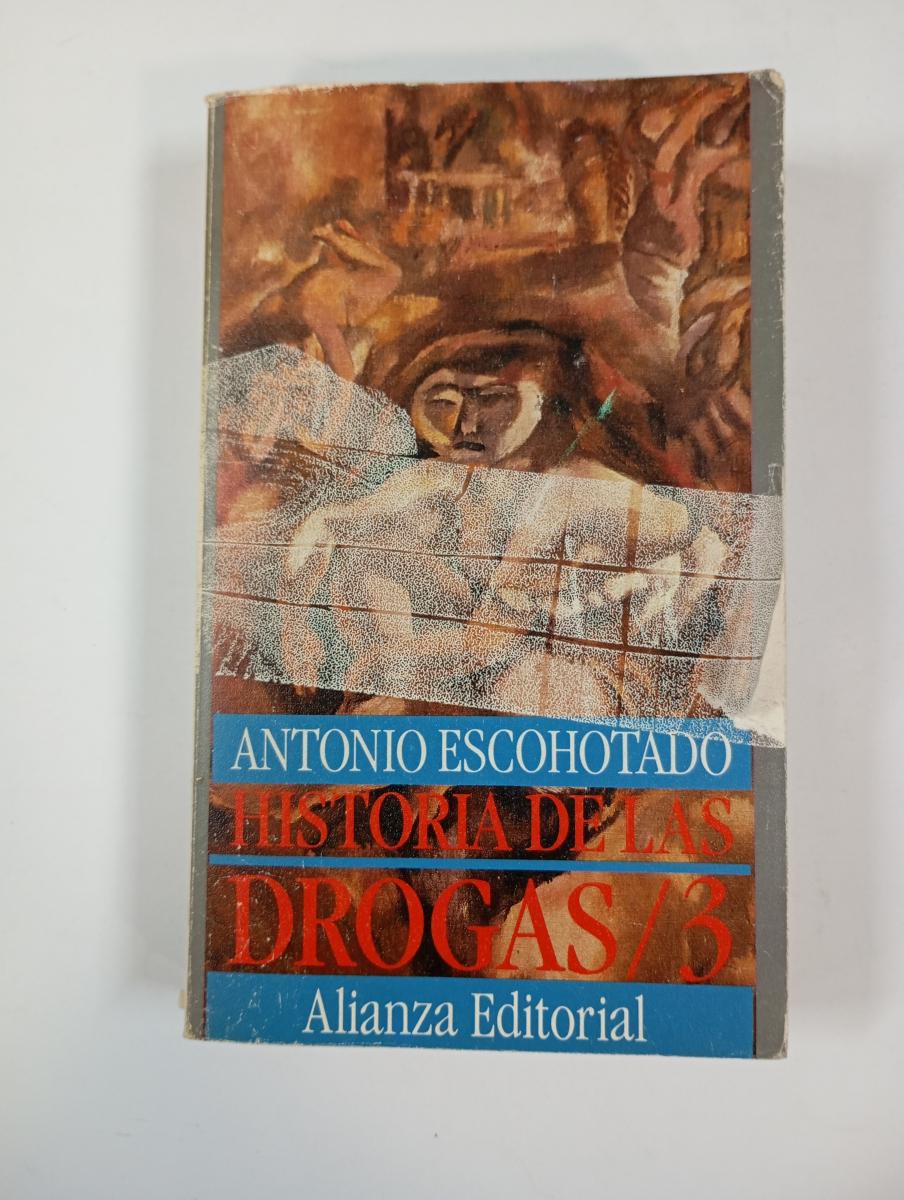 ANTONIO ESCOHOTADO
HISTORIA DE LAS
DROGAS/3
Alianza Editorial